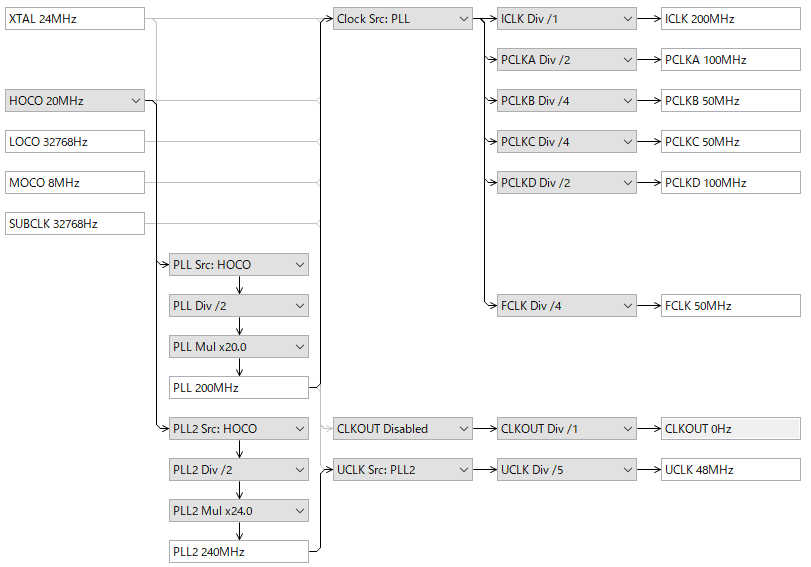 XTAL 24MHz
Clock Src: PLL
ICLK Div /1
ICLK 200MHz
PCLKA Div /2
PCLKA 100MHz
HOCO 20MHz
PCLKB Div /4
PCLKB 50MHz
LOCO 32768Hz
PCLKC Div /4
PCLKC 50MHz
MOCO 8MHz
PCLKD Div /2
PCLKD 100MHz
SUBCLK 32768Hz
PLL Src: HOCO
PLL Div /2
FCLK Div /4
FCLK 50MHz
PLL Mul x20.0
PLL 200MHz
PLL2 Src: HOCO
CLKOUT Disabled
CLKOUT Div /1
CLKOUT 0Hz
PLL2 Div /2
UCLK Src: PLL2
UCLK Div /5
UCLK 48MHz
PLL2 Mul x24.0
PLL2 240MHz